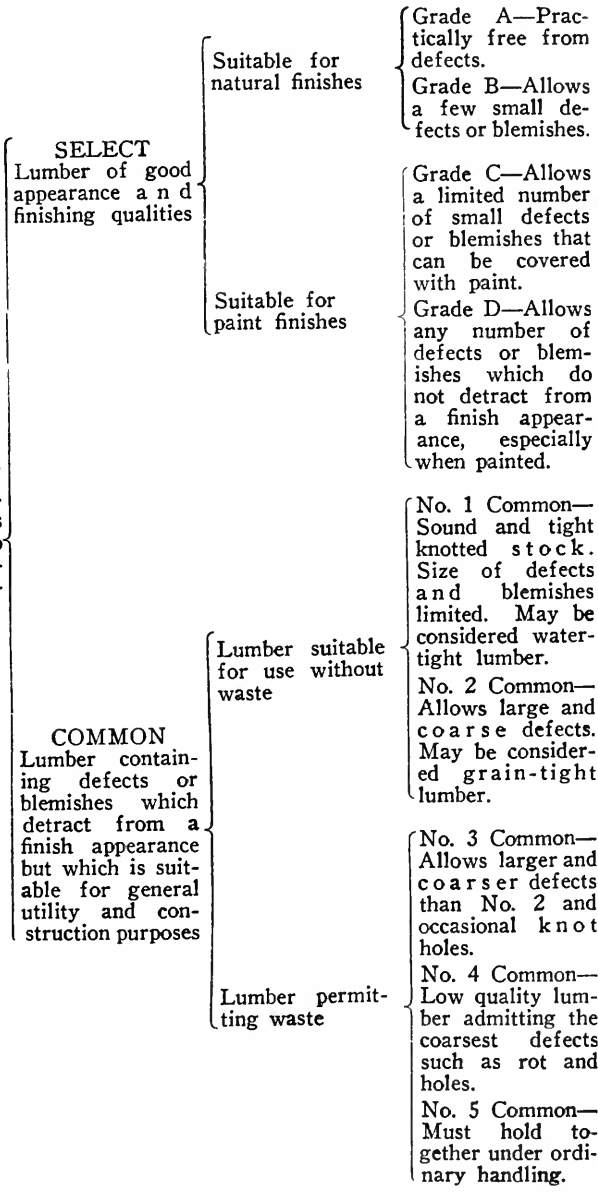 SELECT
Lumber of good
appearance and
finishing qualities
Suitable for
natural finishes
Grade A—Prac-
tically free from
defects.
Grade B—Allows
a few small de-
fects or blemishes.
Suitable for
paint finishes
Grade C—Allows
a limited number
of small defects
or blemishes that
can be covered
with paint.
Grade D—Allows
any number of
defects or blem-
ishes which do
not detract from
a finish appear-
ance, especially
when painted.
COMMON
Lumber contain-
ing defects or
blemishes which
detract from a
finish appearance
but which is suit-
able for general
utility and con-
struction purposes
Lumber suitable
for use without
waste
No. 1 Common—
Sound and tight
knotted stock.
Size of defects
and blemishes
limited. May be
considered water-
tight lumber.
No. 2 Common—
Allows large and
coarse defects.
May be consider-
ed grain-tight
lumber.
Lumber permit-
ting waste
No. 3 Common—
Allows larger and
coarser defects
than No. 2 and
occasional knot
holes.
No. 4 Common—
Low quality lum-
ber admitting the
coarsest defects
such as rot and
holes.
No. 5 Common—
Must hold to-
gether under ordi-
nary handling.